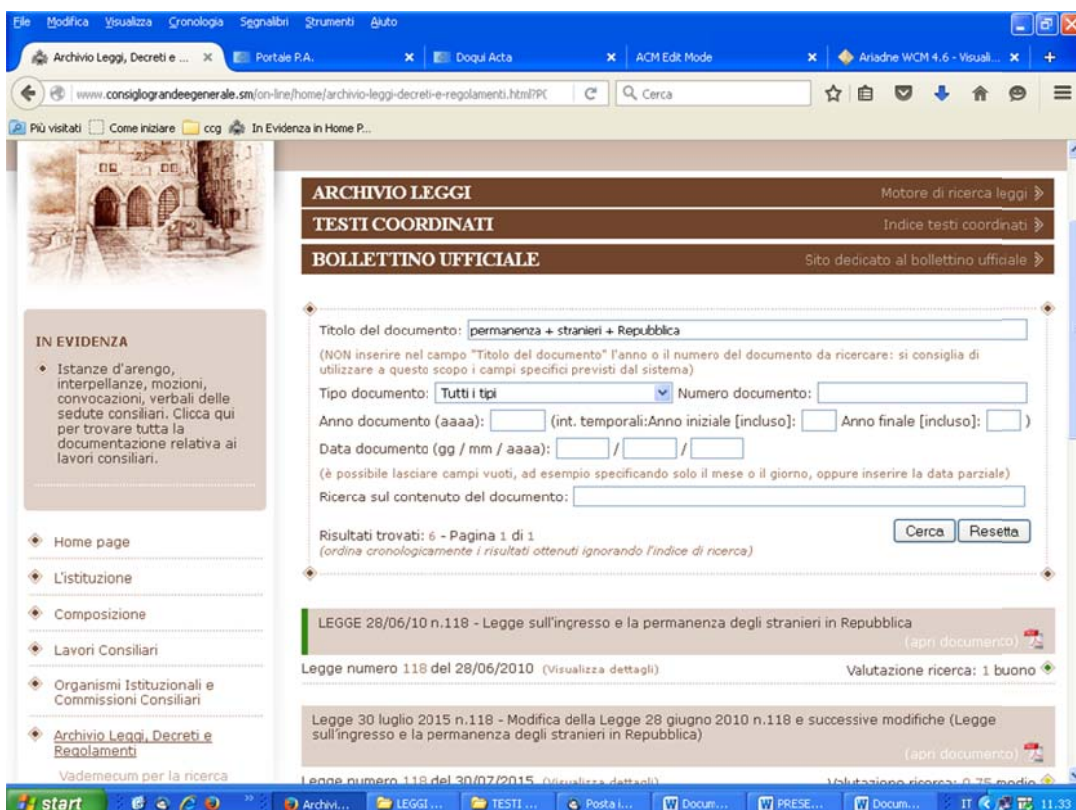 File Modifica Visualizza Cronologia Segnalibri Strumenti Aiuto
Archivio Leggi, Decreti e ... Portale P.A. Doqui Acta ACM Edit Mode Ariadne WCM 4.6 - Visuali...
www.consigliograndeegenerale.sm/on-line/home/archivio-leggi-decreti-e-regolamenti.html?P( Cerca
Più visitati Come iniziare ccg In Evidenza in Home P...
ARCHIVIO LEGGI Motore di ricerca leggi
TESTI COORDINATI Indice testi coordinati
BOLLETTINO UFFICIALE Sito dedicato al bollettino ufficiale
IN EVIDENZA
Istanze d'arengo,
interpellanze, mozioni,
convocazioni, verbali delle
sedute consiliari. Clicca qui
per trovare tutta la
documentazione relativa ai
lavori consiliari.
Home page
L'istituzione
Composizione
Lavori Consiliari
Organismi Istituzionali e
Commissioni Consiliari
Archivio Leggi, Decreti e
Regolamenti
Vademecum per la ricerca
Titolo del documento: permanenza + stranieri + Repubblica
(NON inserire nel campo "Titolo del documento" l'anno o il numero del documento da ricercare: si consiglia di
utilizzare a questo scopo i campi specifici previsti dal sistema)
Tipo documento: Tutti i tipi Numero documento:
Anno documento (aaaa): (int. temporali:Anno iniziale [incluso]: Anno finale [incluso]: )
Data documento (gg / mm / aaaa): / /
(è possibile lasciare campi vuoti, ad esempio specificando solo il mese o il giorno, oppure inserire la data parziale)
Ricerca sul contenuto del documento:
Risultati trovati: 6 - Pagina 1 di 1 Cerca Resetta
(ordina cronologicamente i risultati ottenuti ignorando l'indice di ricerca)
LEGGE 28/06/10 n.118 - Legge sull'ingresso e la permanenza degli stranieri in Repubblica
(apri documento)
Legge numero 118 del 28/06/2010 (Visualizza dettagli) Valutazione ricerca: 1 buono
Legge 30 luglio 2015 n.118 - Modifica della Legge 28 giugno 2010 n.118 e successive modifiche (Legge
sull'ingresso e la permanenza degli stranieri in Repubblica)
(apri documento)
Legge numero 118 del 30/07/2015 (Visualizza dettagli) Valutazione ricerca: 0.75 medio
start Archivi... LEGGI ... TESTI ... Posta i... Docum... PRESE... Docum... IT 11.33